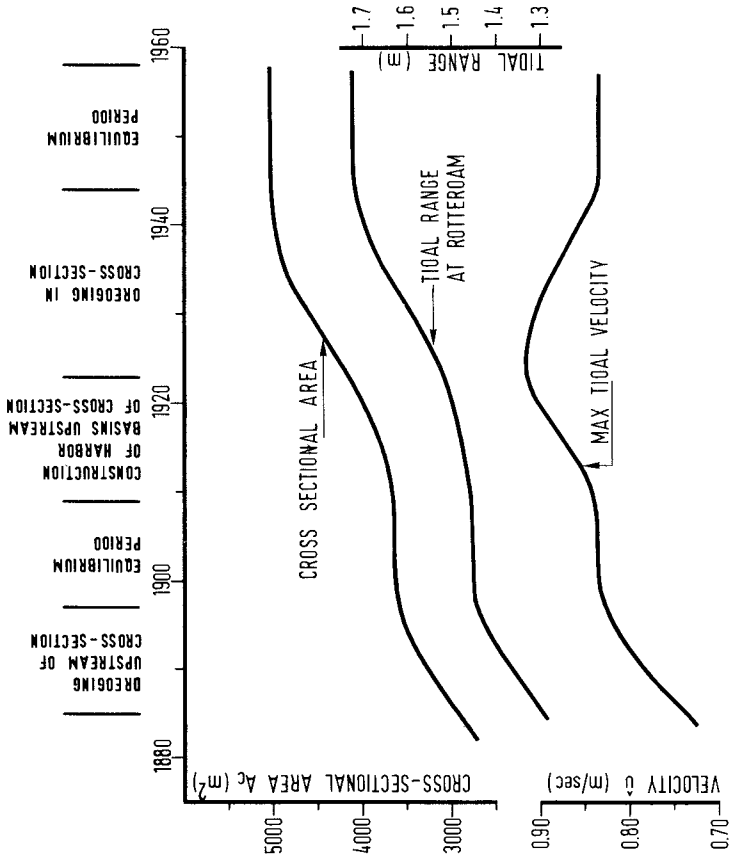 DREDGING
UPSTREAM OF
CROSS-SECTION
EQUILIBRIUM
PERIOD
CONSTRUCTION
OF HARBOR
BASINS UPSTREAM
OF CROSS-SECTION
DREDGING IN
CROSS-SECTION
EQUILIBRIUM
PERIOD
1880
1900
1920
1940
1960
CROSS-SECTIONAL AREA Ac (m²)
5000
4000
3000
VELOCITY û (m/sec)
0.90
0.80
0.70
TIDAL RANGE (m)
1.7
1.6
1.5
1.4
1.3
CROSS SECTIONAL AREA
TIDAL RANGE
AT ROTTERDAM
MAX TIDAL VELOCITY